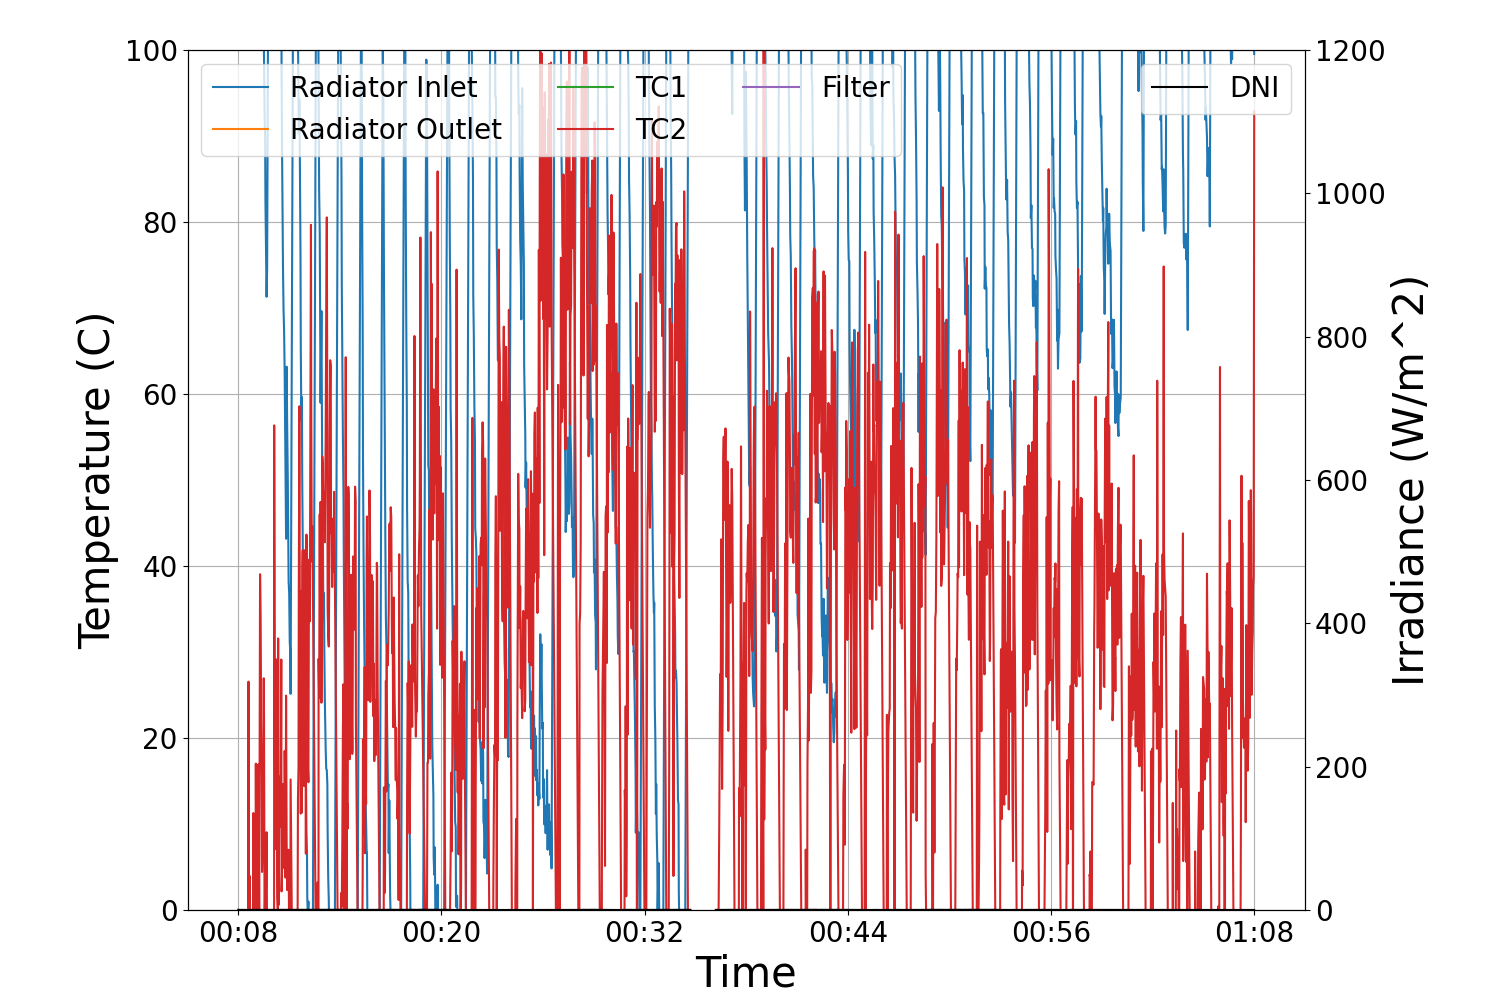 Radiator Inlet
Radiator Outlet
TC1
TC2
Filter
DNI
Temperature (C)
100
80
60
40
20
0
Irradiance (W/m^2)
1200
1000
800
600
400
200
0
00:08 00:20 00:32 00:44 00:56 01:08
Time